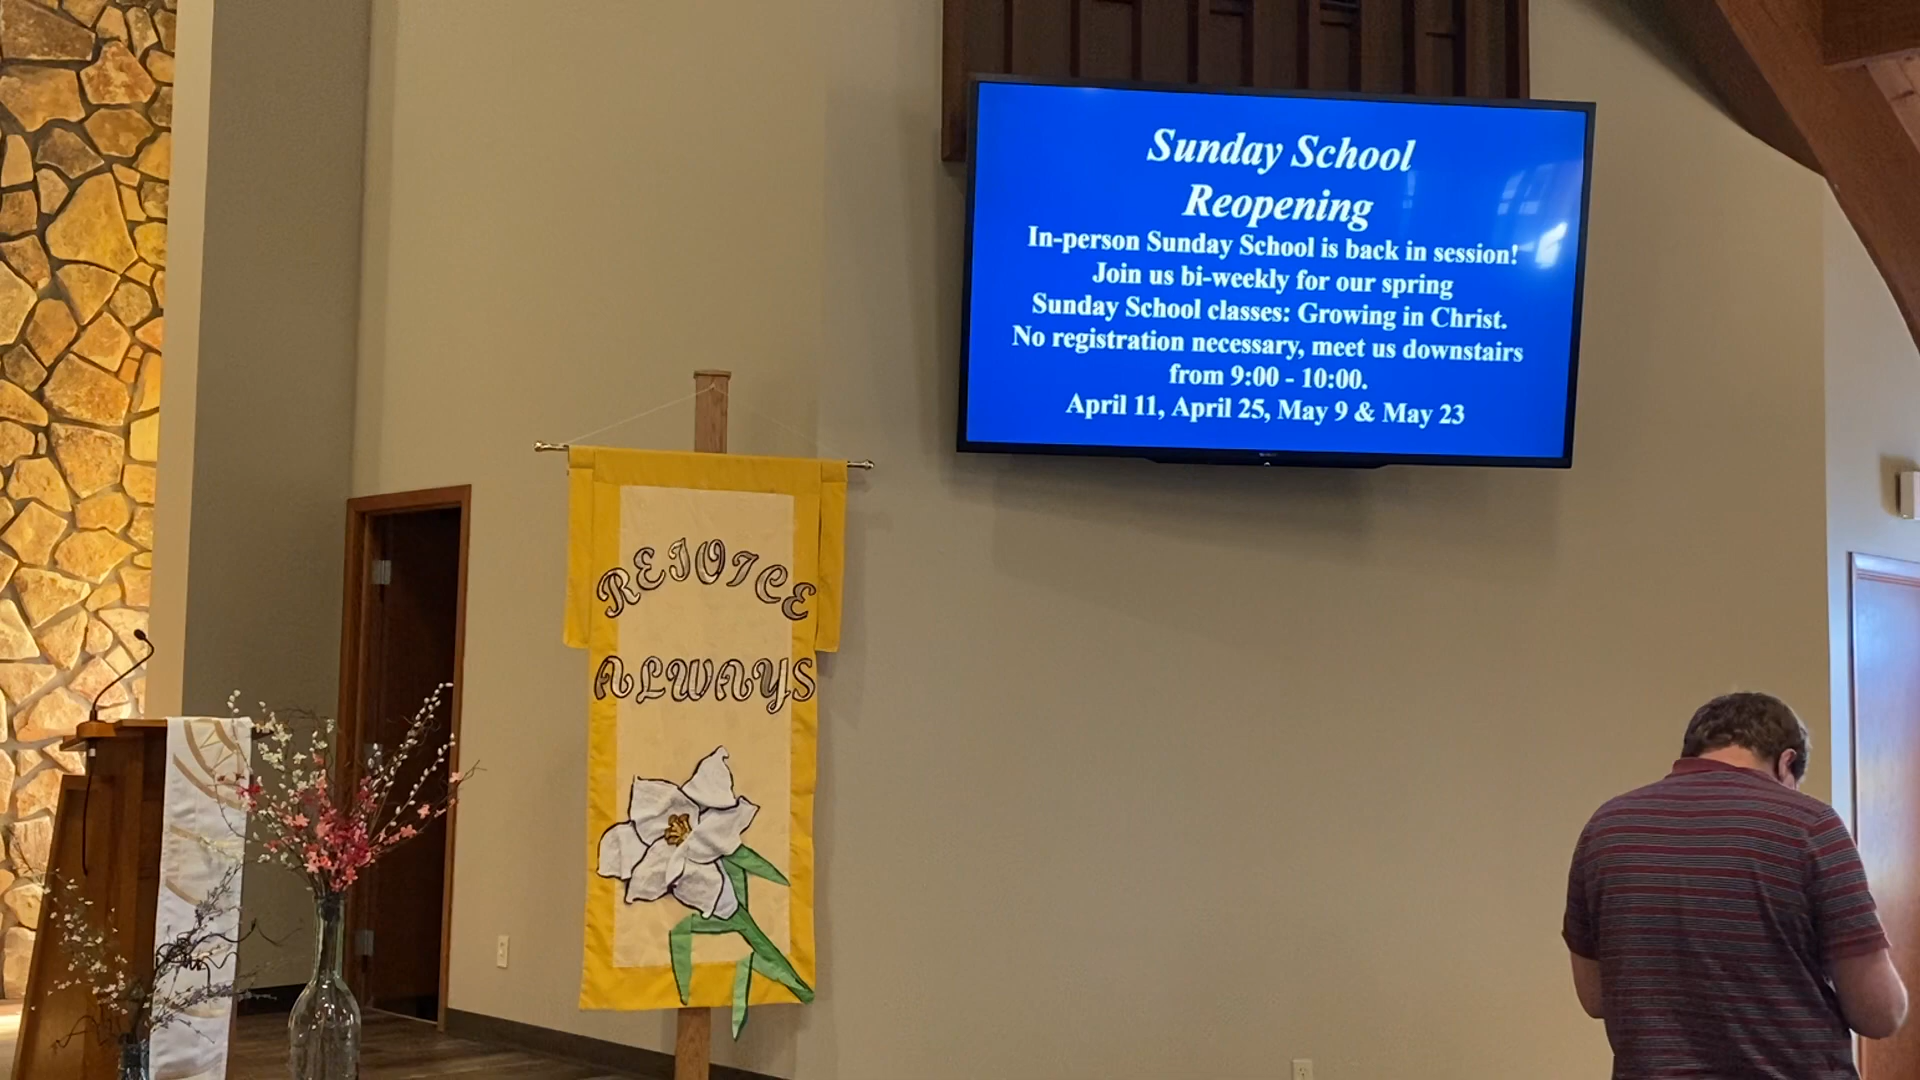 Sunday School
Reopening
In-person Sunday School is back in session!
Join us bi-weekly for our spring
Sunday School classes: Growing in Christ.
No registration necessary, meet us downstairs
from 9:00 - 10:00.
April 11, April 25, May 9 & May 23
REJOICE
ALWAYS